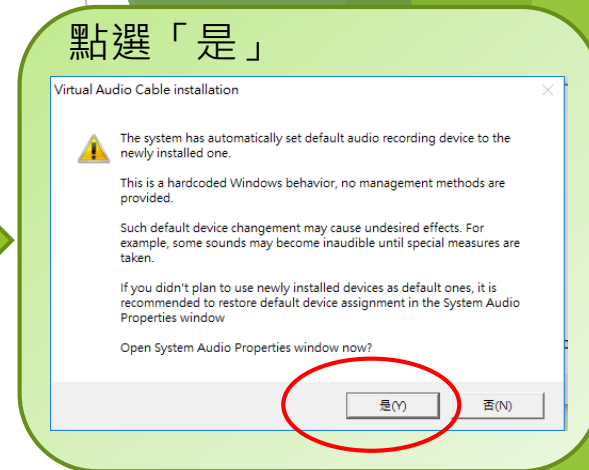 點選「是」
Virtual Audio Cable installation
The system has automatically set default audio recording device to the
newly installed one.
This is a hardcoded Windows behavior, no management methods are
provided.
Such default device changement may cause undesired effects. For
example, some sounds may become inaudible until special measures are
taken.
If you didn't plan to use newly installed devices as default ones, it is
recommended to restore default device assignment in the System Audio
Properties window
Open System Audio Properties window now?
是(Y) 否(N)